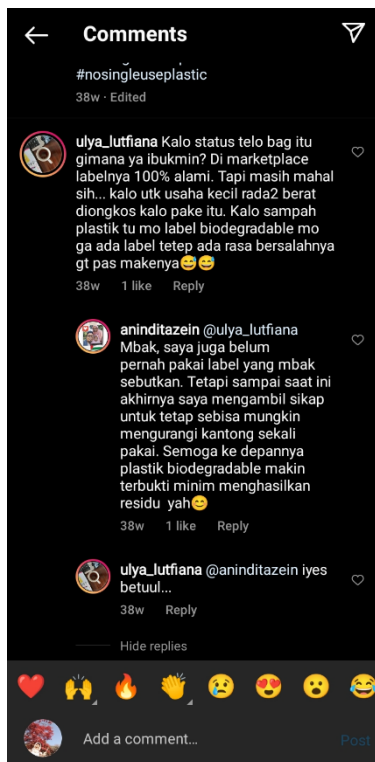 Comments
#nosingleuseplastic
38w · Edited
ulya_lutfiana Kalo status telo bag itu
gimana ya ibukmin? Di marketplace
labelnya 100% alami. Tapi masih mahal
sih... kalo utk usaha kecil rada2 berat
diongkos kalo pake itu. Kalo sampah
plastik tu mo label biodegradable mo
ga ada label tetep ada rasa bersalahnya
gt pas makenya😅😅
38w 1 like Reply
aninditazein @ulya_lutfiana
Mbak, saya juga belum
pernah pakai label yang mbak
sebutkan. Tetapi sampai saat ini
akhirnya saya mengambil sikap
untuk tetap sebisa mungkin
mengurangi kantong sekali
pakai. Semoga ke depannya
plastik biodegradable makin
terbukti minim menghasilkan
residu yah😊
38w 1 like Reply
ulya_lutfiana @aninditazein iyes
betuul...
38w Reply
Hide replies
Add a comment...
Post